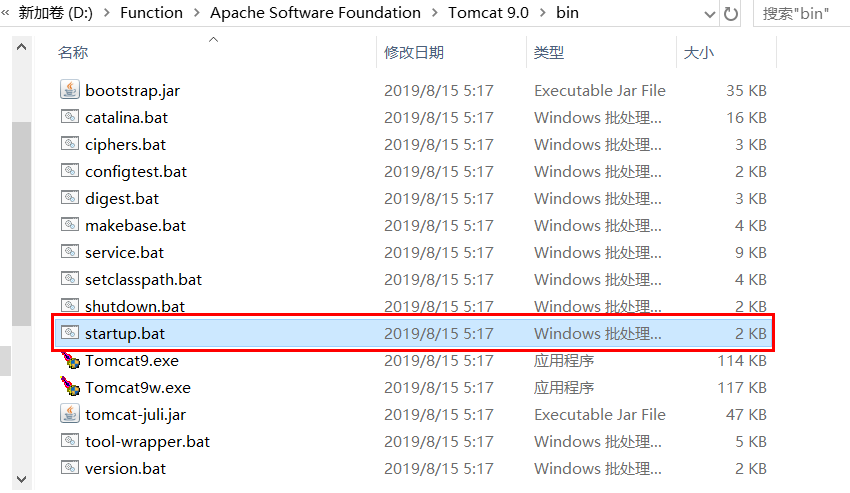 « 新加卷 (D:) › Function › Apache Software Foundation › Tomcat 9.0 › bin 搜索"bin"
名称 修改日期 类型 大小
bootstrap.jar 2019/8/15 5:17 Executable Jar File 35 KB
catalina.bat 2019/8/15 5:17 Windows 批处理... 16 KB
ciphers.bat 2019/8/15 5:17 Windows 批处理... 3 KB
configtest.bat 2019/8/15 5:17 Windows 批处理... 2 KB
digest.bat 2019/8/15 5:17 Windows 批处理... 3 KB
makebase.bat 2019/8/15 5:17 Windows 批处理... 4 KB
service.bat 2019/8/15 5:17 Windows 批处理... 9 KB
setclasspath.bat 2019/8/15 5:17 Windows 批处理... 4 KB
shutdown.bat 2019/8/15 5:17 Windows 批处理... 2 KB
startup.bat 2019/8/15 5:17 Windows 批处理... 2 KB
Tomcat9.exe 2019/8/15 5:17 应用程序 114 KB
Tomcat9w.exe 2019/8/15 5:17 应用程序 117 KB
tomcat-juli.jar 2019/8/15 5:17 Executable Jar File 47 KB
tool-wrapper.bat 2019/8/15 5:17 Windows 批处理... 5 KB
version.bat 2019/8/15 5:17 Windows 批处理... 2 KB